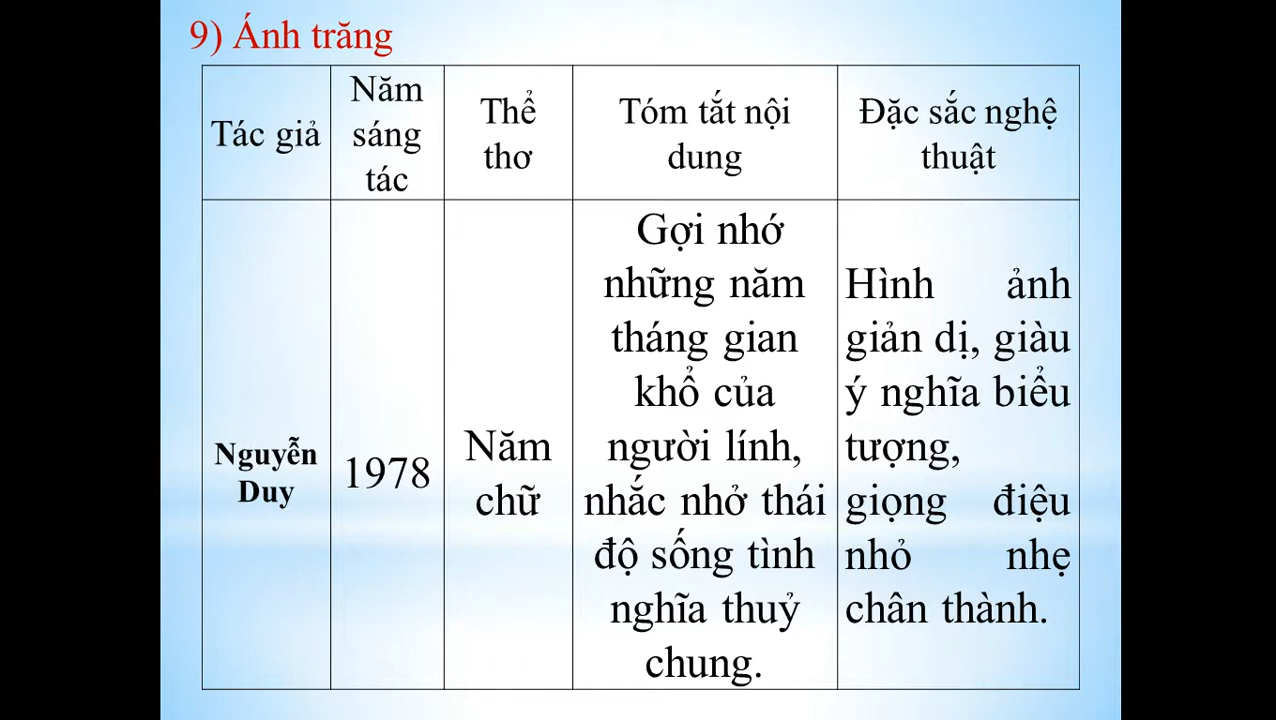 9) Ánh trăng
Tác giả
Năm
sáng
tác
Thể
thơ
Tóm tắt nội
dung
Đặc sắc nghệ
thuật
Nguyễn
Duy
1978
Năm
chữ
Gợi nhớ
những năm
tháng gian
khổ của
người lính,
nhắc nhở thái
độ sống tình
nghĩa thuỷ
chung.
Hình ảnh
giản dị, giàu
ý nghĩa biểu
tượng,
giọng điệu
nhỏ nhẹ
chân thành.